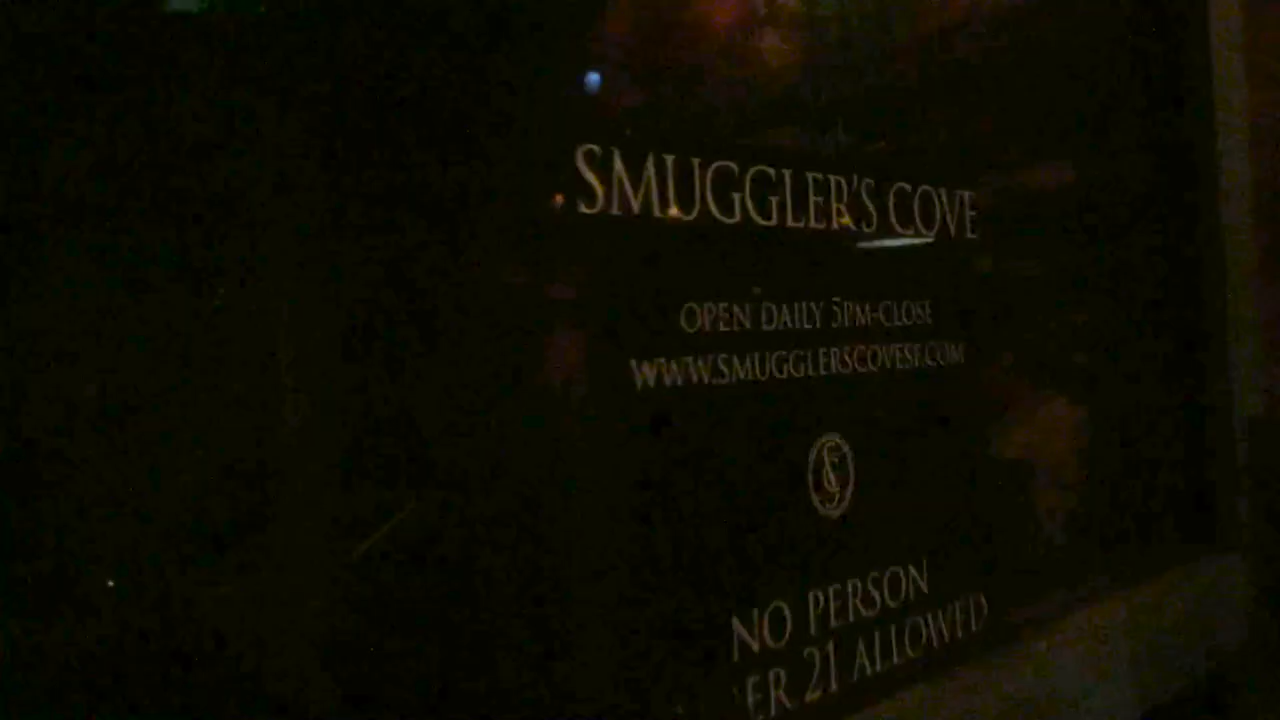 SMUGGLER'S COVE
OPEN DAILY 5PM-CLOSE
WWW.SMUGGLERSCOVESF.COM
NO PERSON
ER 21 ALLOWED